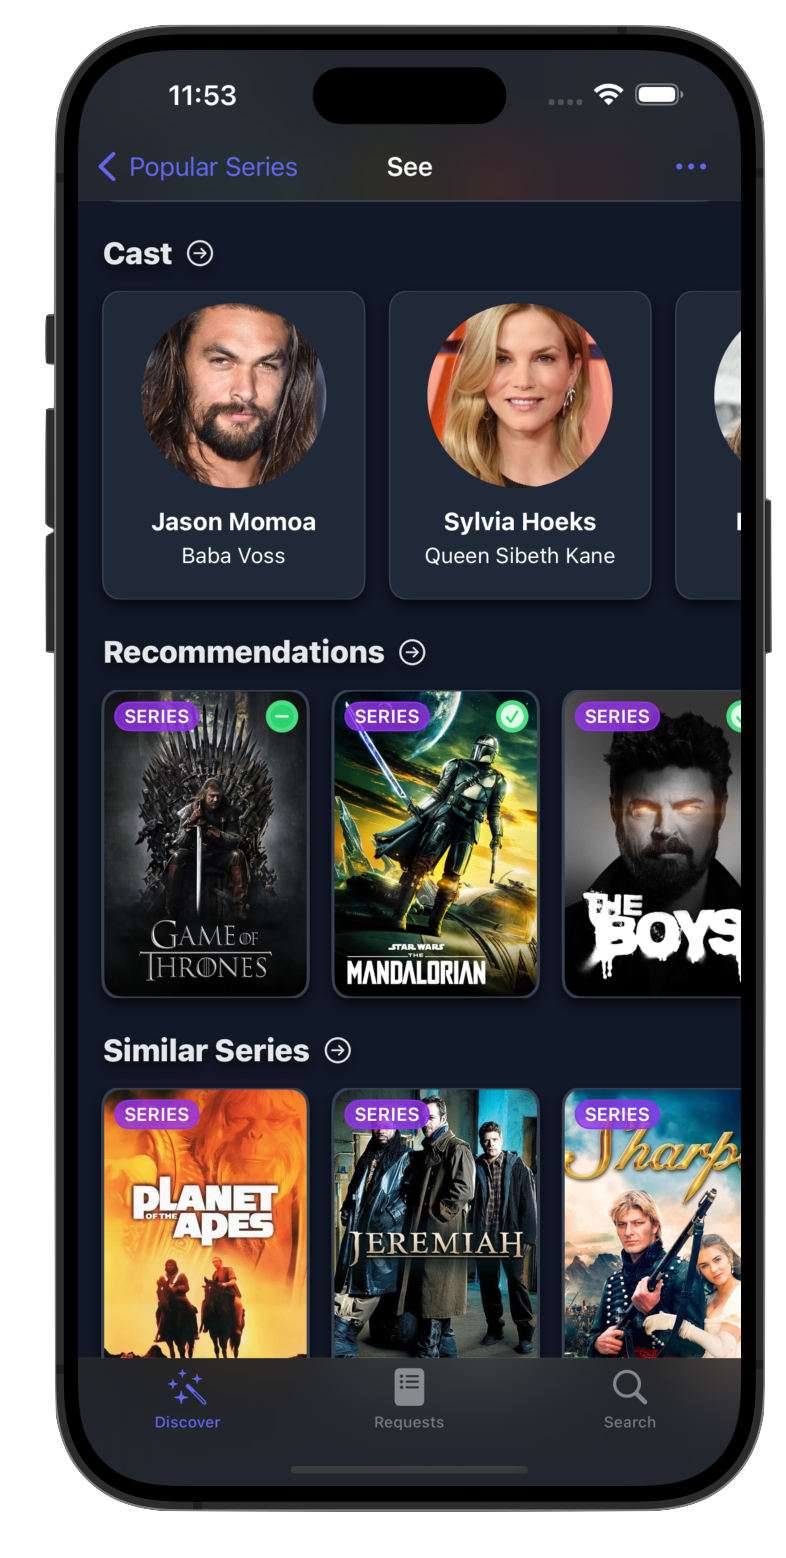 11:53
Popular Series
See
Cast
Jason Momoa
Sylvia Hoeks
Baba Voss
Queen Sibeth Kane
Recommendations
SERIES
SERIES
SERIES
GAME OF
THRONES
STAR WARS
THE
MANDALORIAN
THE
BOYS
Similar Series
SERIES
SERIES
SERIES
PLANET
OF THE
APES
JEREMIAH
Sharpe
Discover
Requests
Search